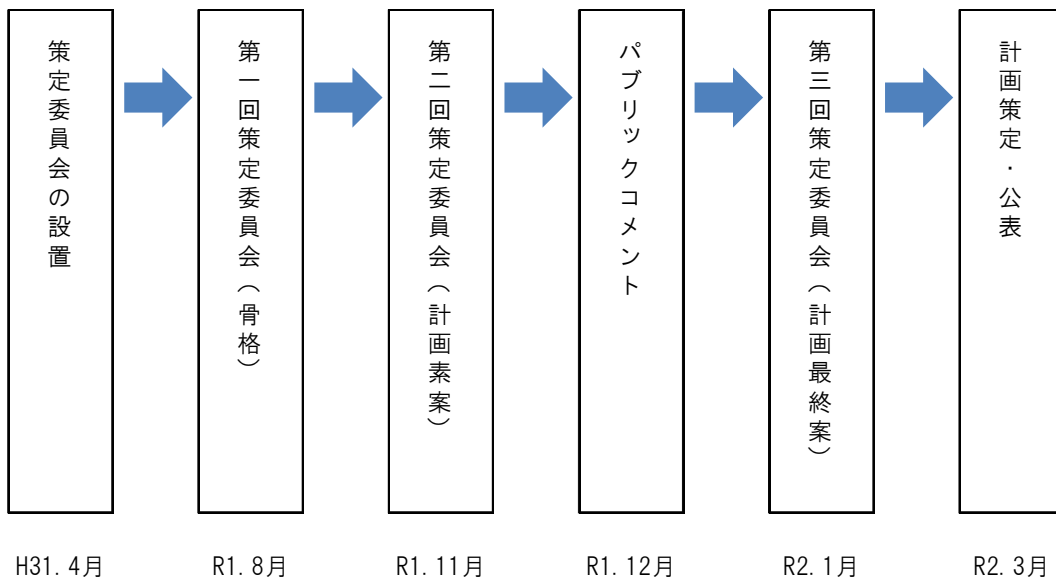 策定委員会の設置
第一回策定委員会(骨格)
第二回策定委員会(計画素案)
パブリックコメント
第三回策定委員会(計画最終案)
計画策定・公表
H31.4月
R1.8月
R1.11月
R1.12月
R2.1月
R2.3月